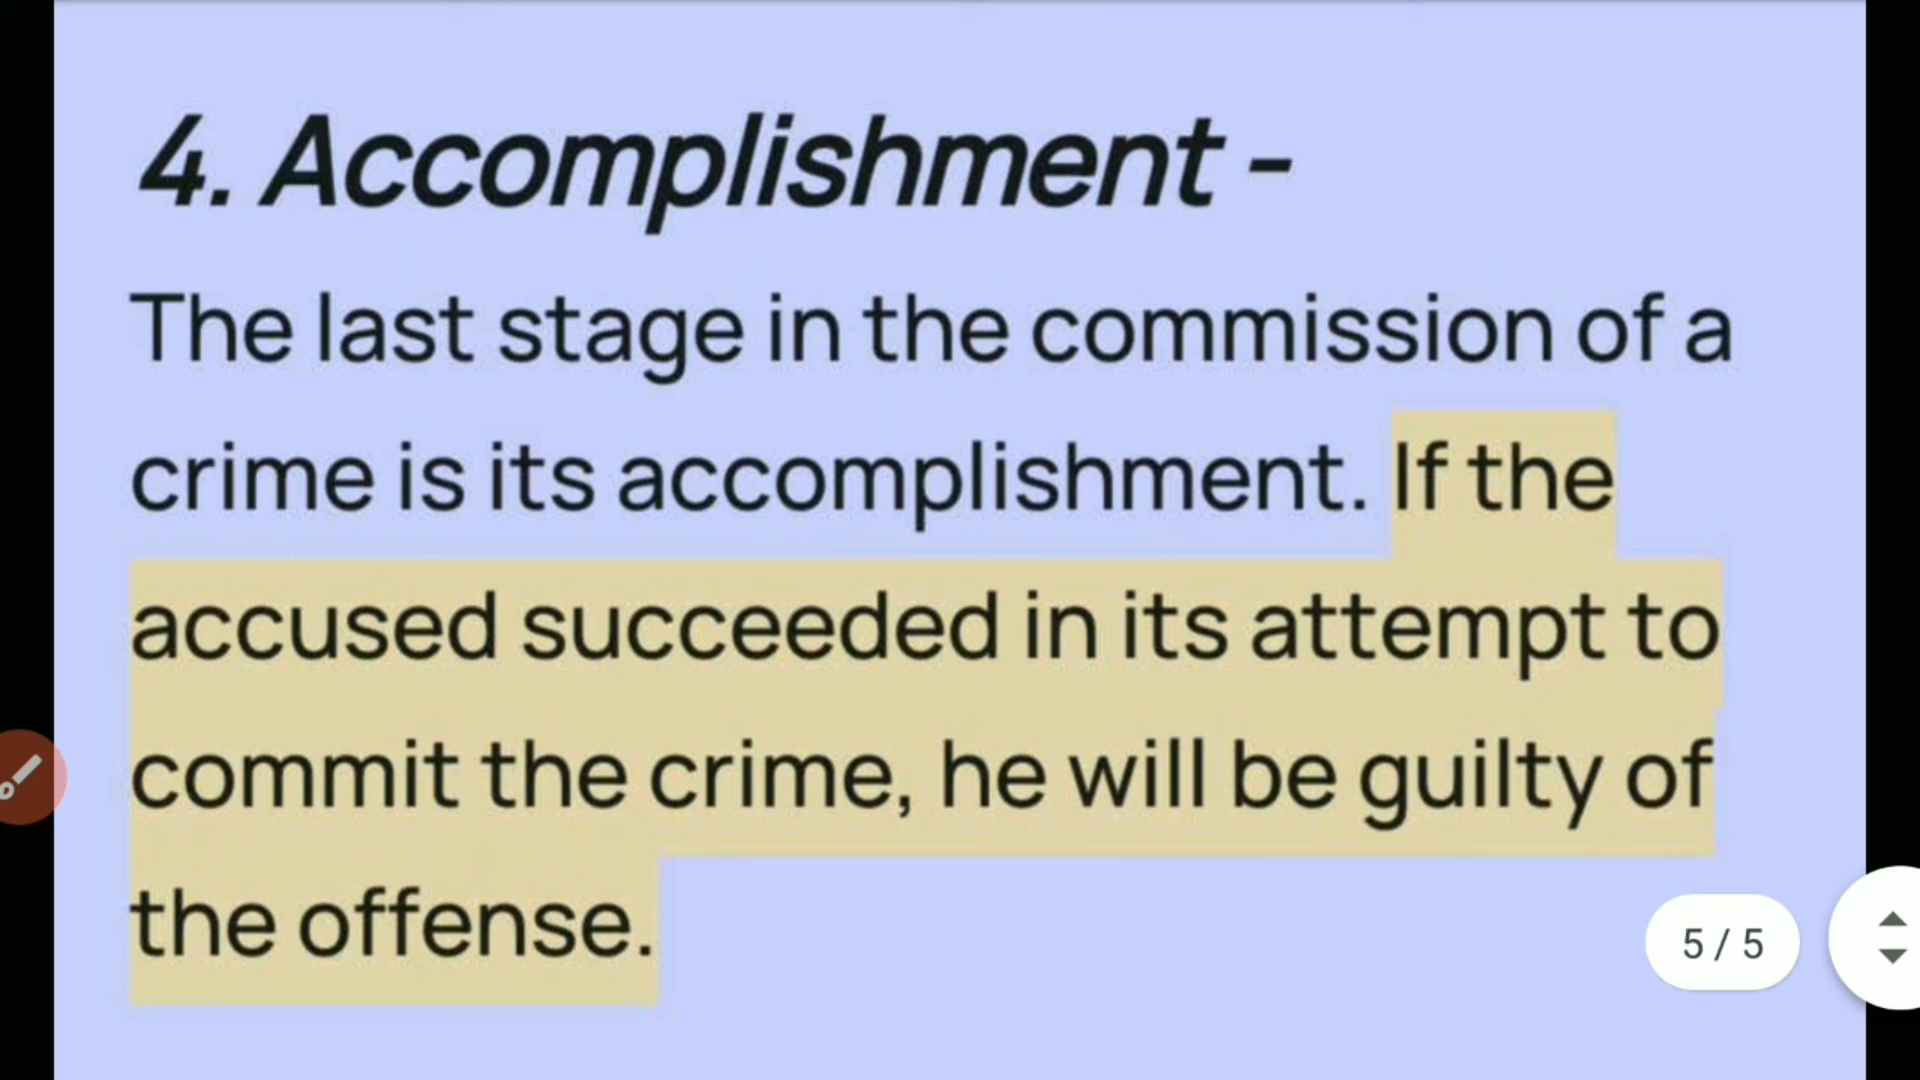 4. Accomplishment -
The last stage in the commission of a
crime is its accomplishment. If the
accused succeeded in its attempt to
commit the crime, he will be guilty of
the offense.
5 / 5